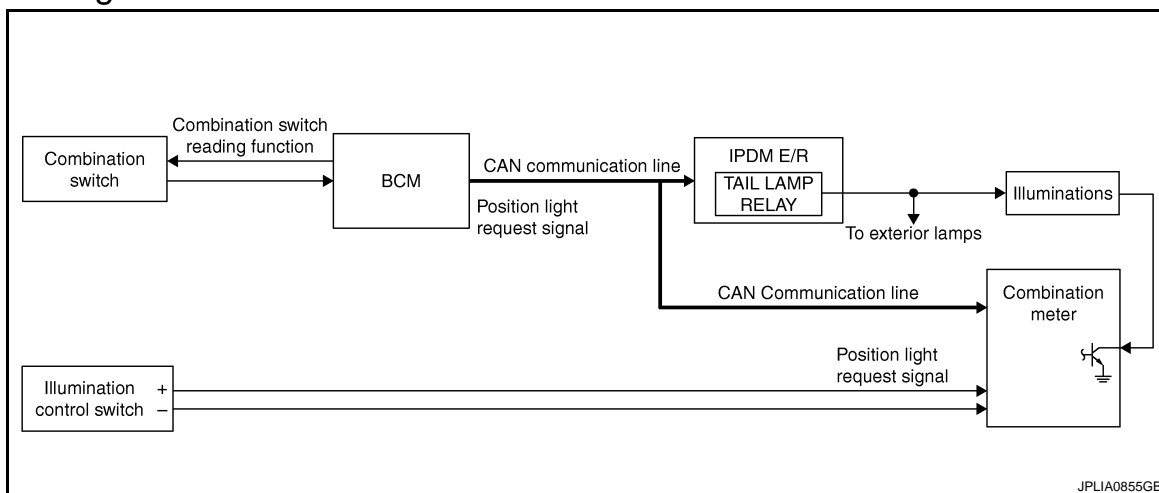 Combination switch
reading function
Combination
switch
BCM
CAN communication line
Position light
request signal
IPDM E/R
TAIL LAMP
RELAY
To exterior lamps
Illuminations
CAN Communication line
Combination
meter
Position light
request signal
Illumination
control switch
+
–
JPLIA0855GB